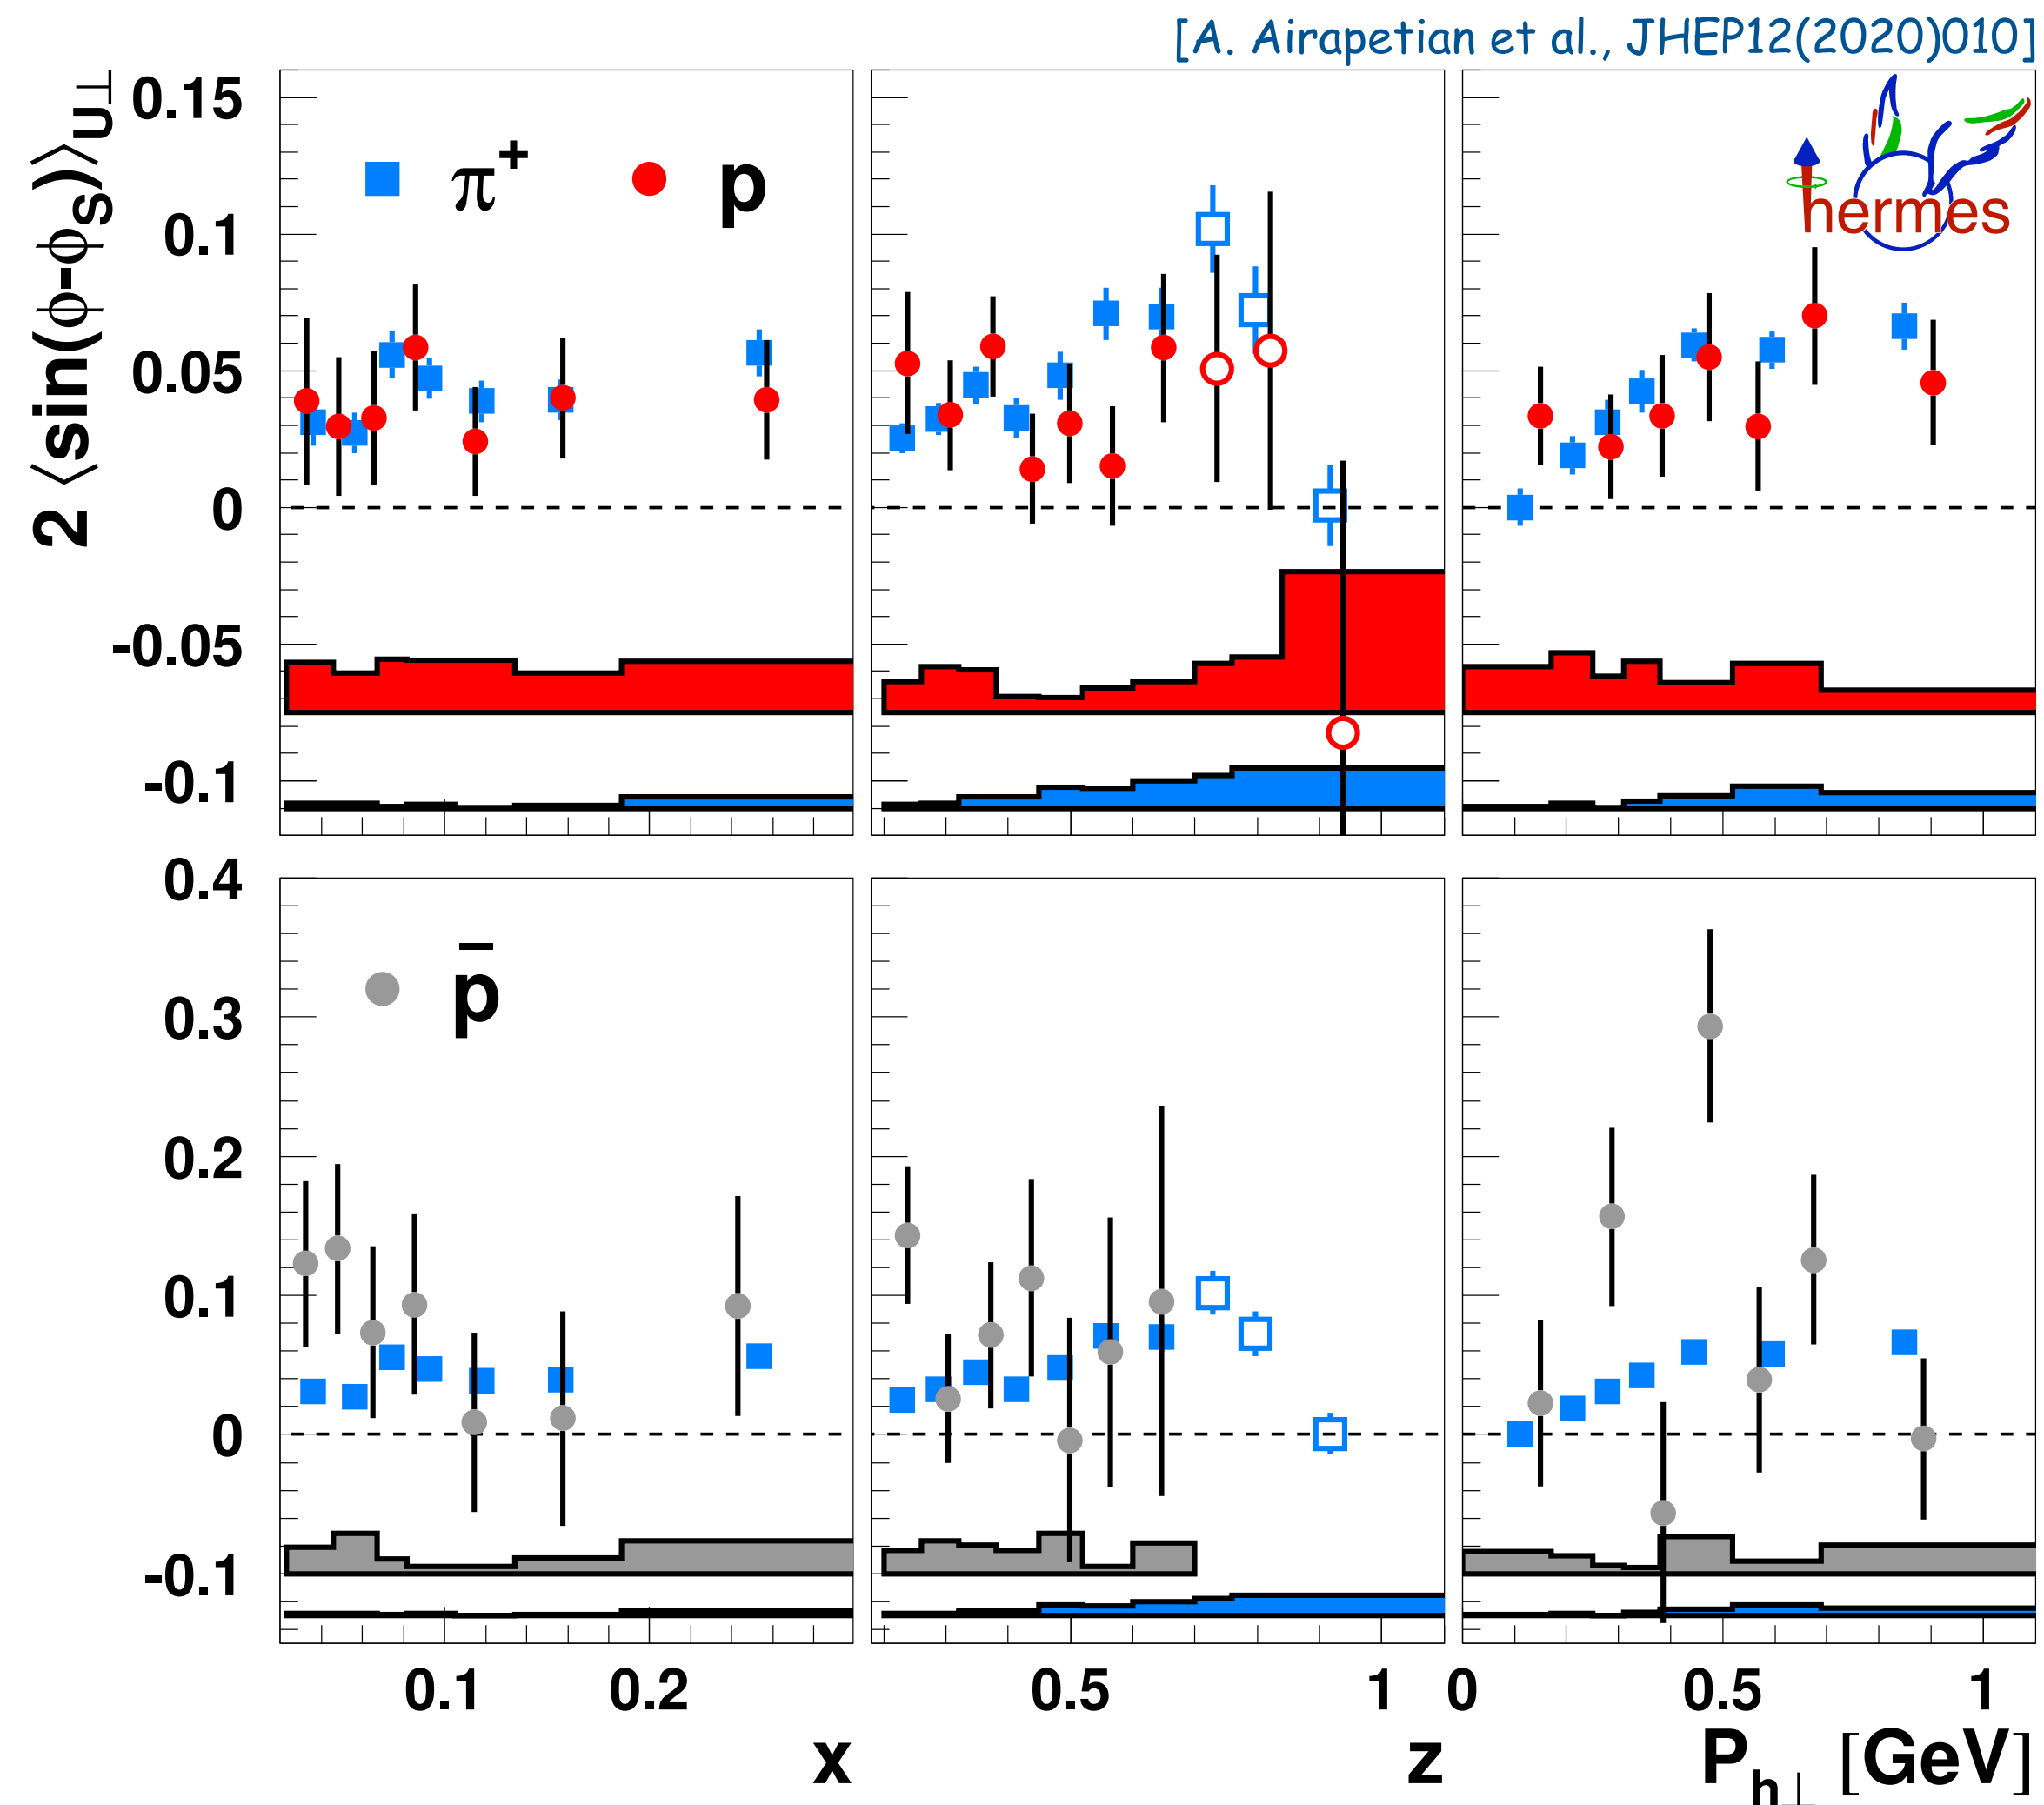 [A. Airapetian et al., JHEP12(2020)010]
2 ⟨sin(ϕ-ϕS)⟩U⊥
0.15
0.1
0.05
0
-0.05
-0.1
π+ p
hermes
0.4
0.3
0.2
0.1
0
-0.1
p̄
0.1 0.2 0.5 1 0 0.5 1
x z Ph⊥ [GeV]